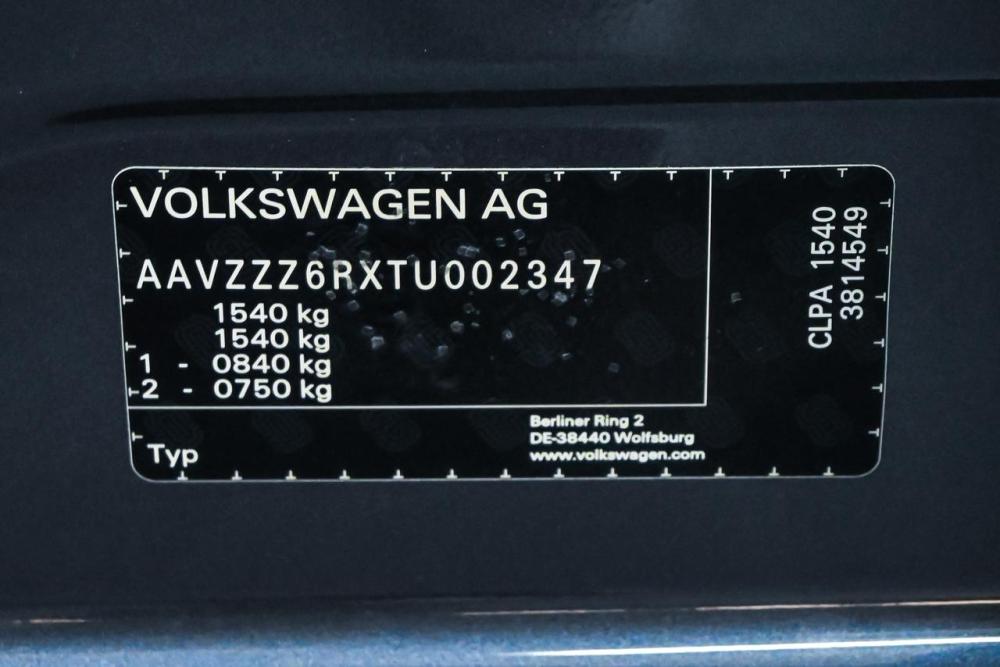 VOLKSWAGEN AG
AAVZZZ6RXTU002347
1540 kg
1540 kg
1 - 0840 kg
2 - 0750 kg
Typ
Berliner Ring 2
DE-38440 Wolfsburg
www.volkswagen.com
CLPA 1540
3814549